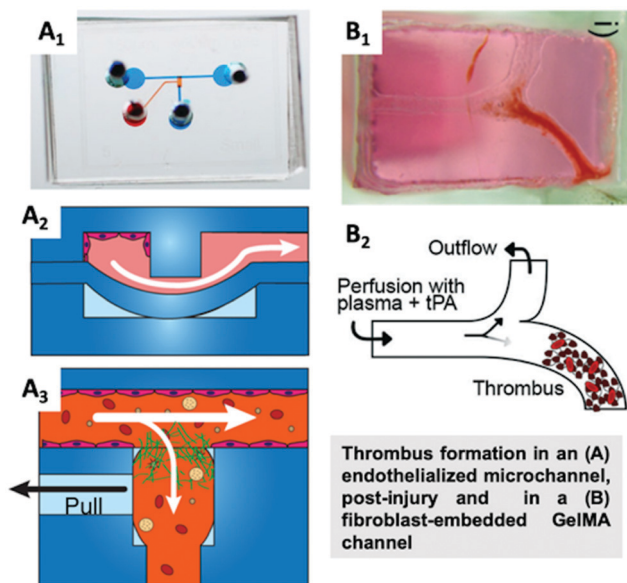 A1
B1
(i)
A2
B2
Outflow
Perfusion with
plasma + tPA
Thrombus
A3
Pull
Thrombus formation in an (A)
endothelialized microchannel,
post-injury and in a (B)
fibroblast-embedded GelMA
channel